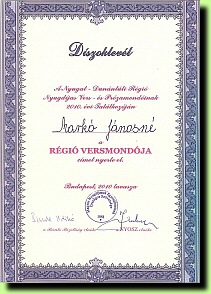 Díszoklevél
A Nyugat - Dunántúli Régió
Nyugdíjas Vers - és Prózamondóinak
2010. évi Találkozóján
Markó Jánosné
a
RÉGIÓ VERSMONDÓJA
címet nyerte el.
Budapest, 2010 tavasza